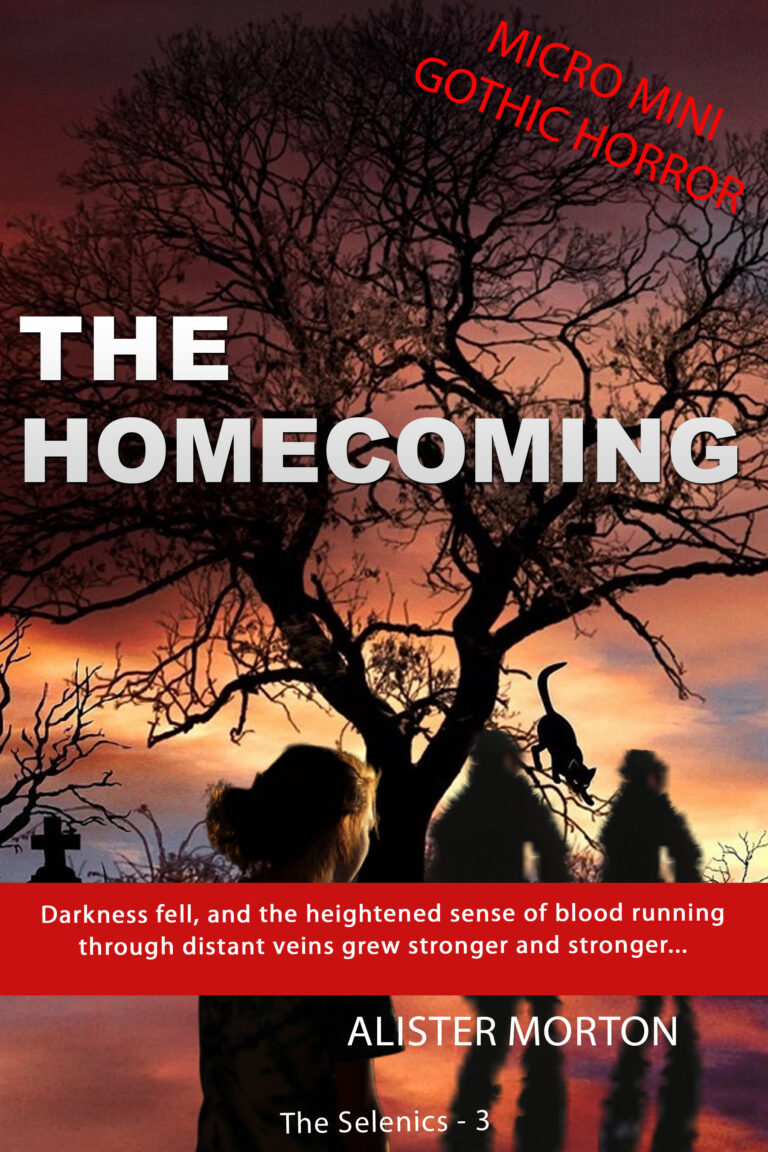 MICRO MINI
GOTHIC HORROR
THE
HOMECOMING
Darkness fell, and the heightened sense of blood running
through distant veins grew stronger and stronger...
ALISTER MORTON
The Selenics - 3